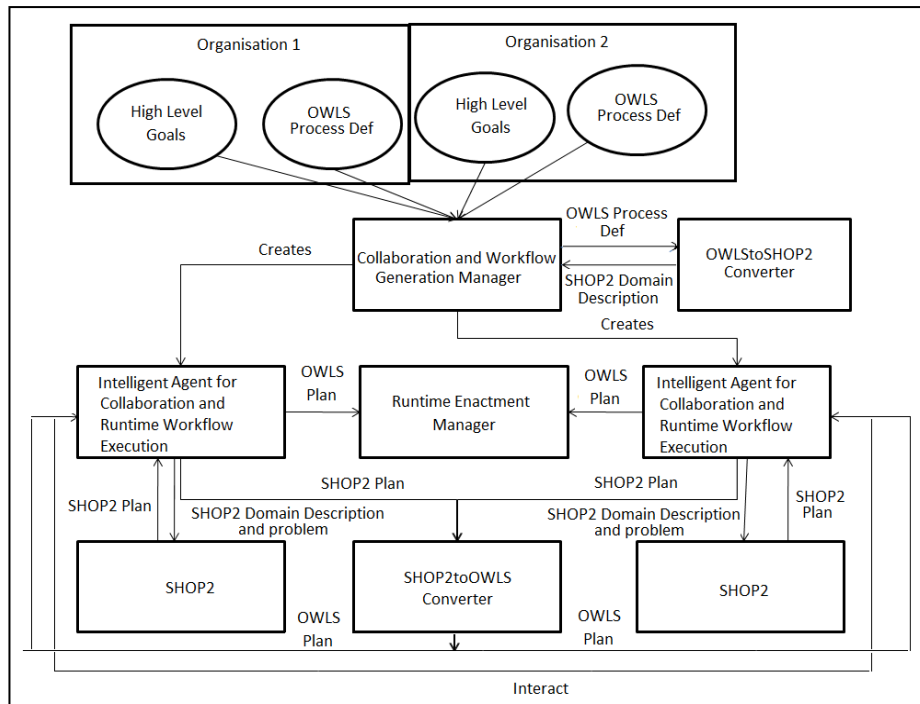 Organisation 1
Organisation 2
High Level
Goals
OWLS
Process Def
High Level
Goals
OWLS
Process Def
OWLS Process
Def
Creates
Collaboration and Workflow
Generation Manager
OWLStoSHOP2
Converter
SHOP2 Domain
Description
Creates
Intelligent Agent for
Collaboration and
Runtime Workflow
Execution
OWLS
Plan
Runtime Enactment
Manager
OWLS
Plan
Intelligent Agent for
Collaboration and
Runtime Workflow
Execution
SHOP2 Plan
SHOP2 Plan
SHOP2 Plan
SHOP2 Domain Description
and problem
SHOP2 Domain Description
and problem
SHOP2
Plan
SHOP2
SHOP2toOWLS
Converter
SHOP2
OWLS
Plan
OWLS
Plan
Interact